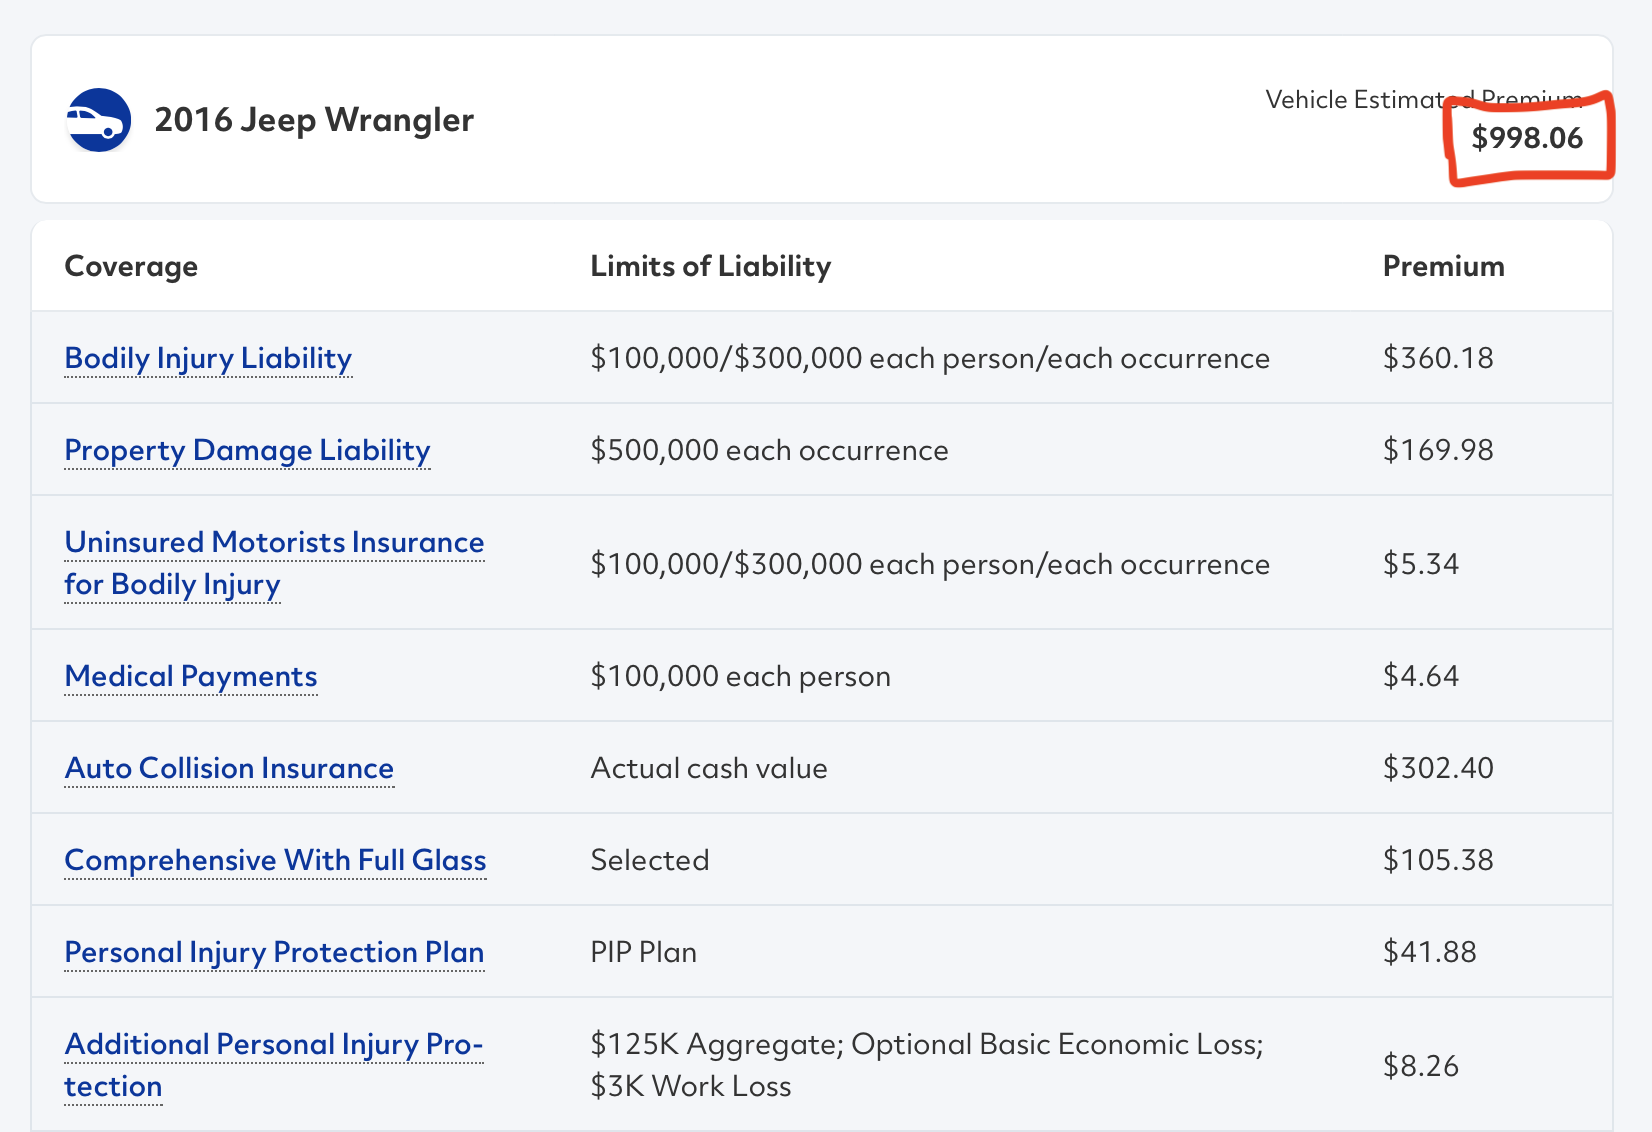 2016 Jeep Wrangler
Vehicle Estimated Premium
$998.06
Coverage Limits of Liability Premium
Bodily Injury Liability $100,000/$300,000 each person/each occurrence $360.18
Property Damage Liability $500,000 each occurrence $169.98
Uninsured Motorists Insurance
for Bodily Injury $100,000/$300,000 each person/each occurrence $5.34
Medical Payments $100,000 each person $4.64
Auto Collision Insurance Actual cash value $302.40
Comprehensive With Full Glass Selected $105.38
Personal Injury Protection Plan PIP Plan $41.88
Additional Personal Injury Pro-
tection
$125K Aggregate; Optional Basic Economic Loss;
$3K Work Loss
$8.26